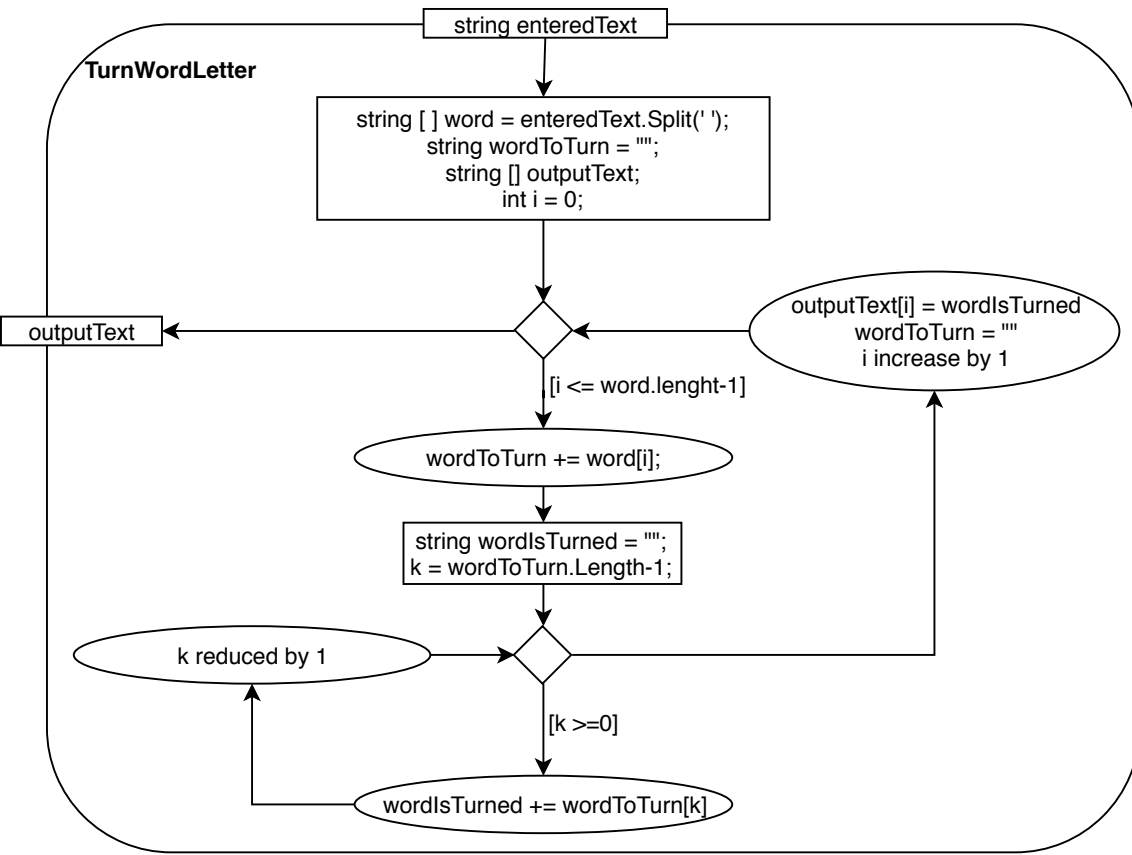 string enteredText
TurnWordLetter
string [ ] word = enteredText.Split(' ');
string wordToTurn = "";
string [] outputText;
int i = 0;
outputText[i] = wordIsTurned
wordToTurn = ""
i increase by 1
outputText
[i <= word.lenght-1]
wordToTurn += word[i];
string wordIsTurned = "";
k = wordToTurn.Length-1;
k reduced by 1
[k >=0]
wordIsTurned += wordToTurn[k]